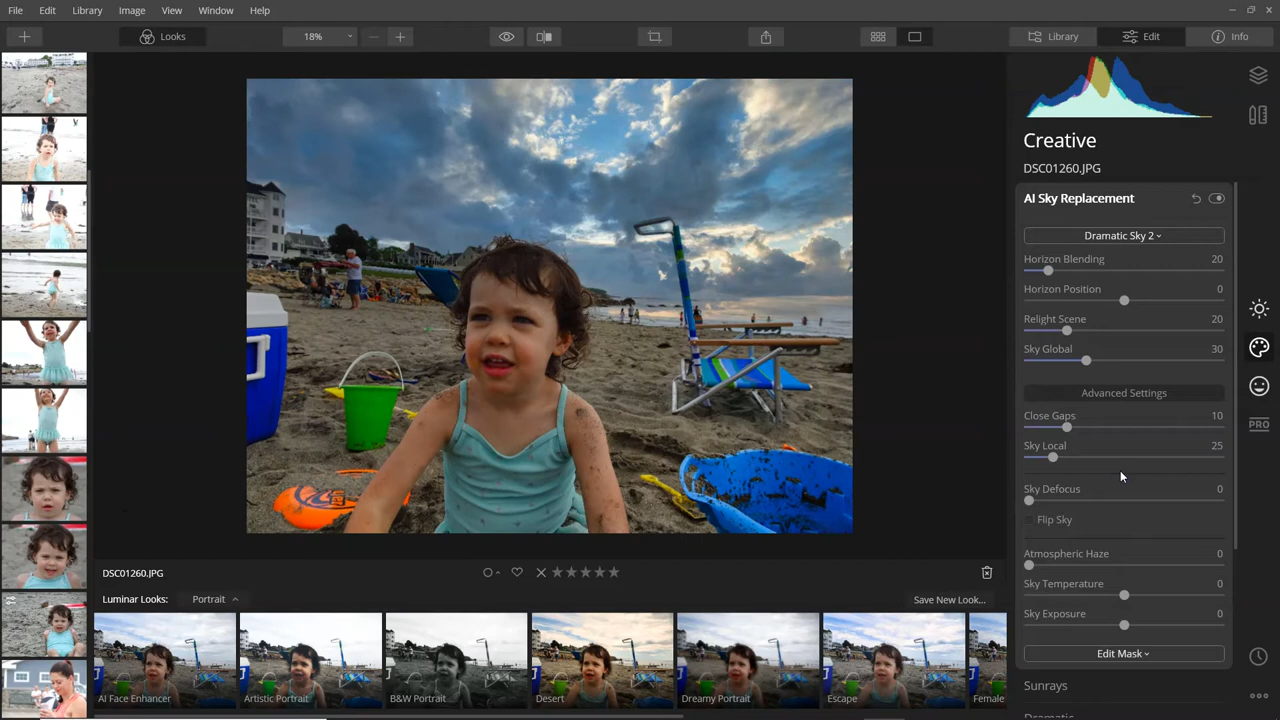 File Edit Library Image View Window Help
Looks 18% Library Edit Info
Creative
DSC01260.JPG
AI Sky Replacement
Dramatic Sky 2
Horizon Blending 20
Horizon Position 0
Relight Scene 20
Sky Global 30
Advanced Settings
Close Gaps 10
Sky Local 25
Sky Defocus 0
Flip Sky
Atmospheric Haze 0
Sky Temperature 0
Sky Exposure 0
Edit Mask
Sunrays
Dramatic
PRO
DSC01260.JPG
Luminar Looks: Portrait Save New Look...
AI Face Enhancer Artistic Portrait B&W Portrait Desert Dreamy Portrait Escape Female